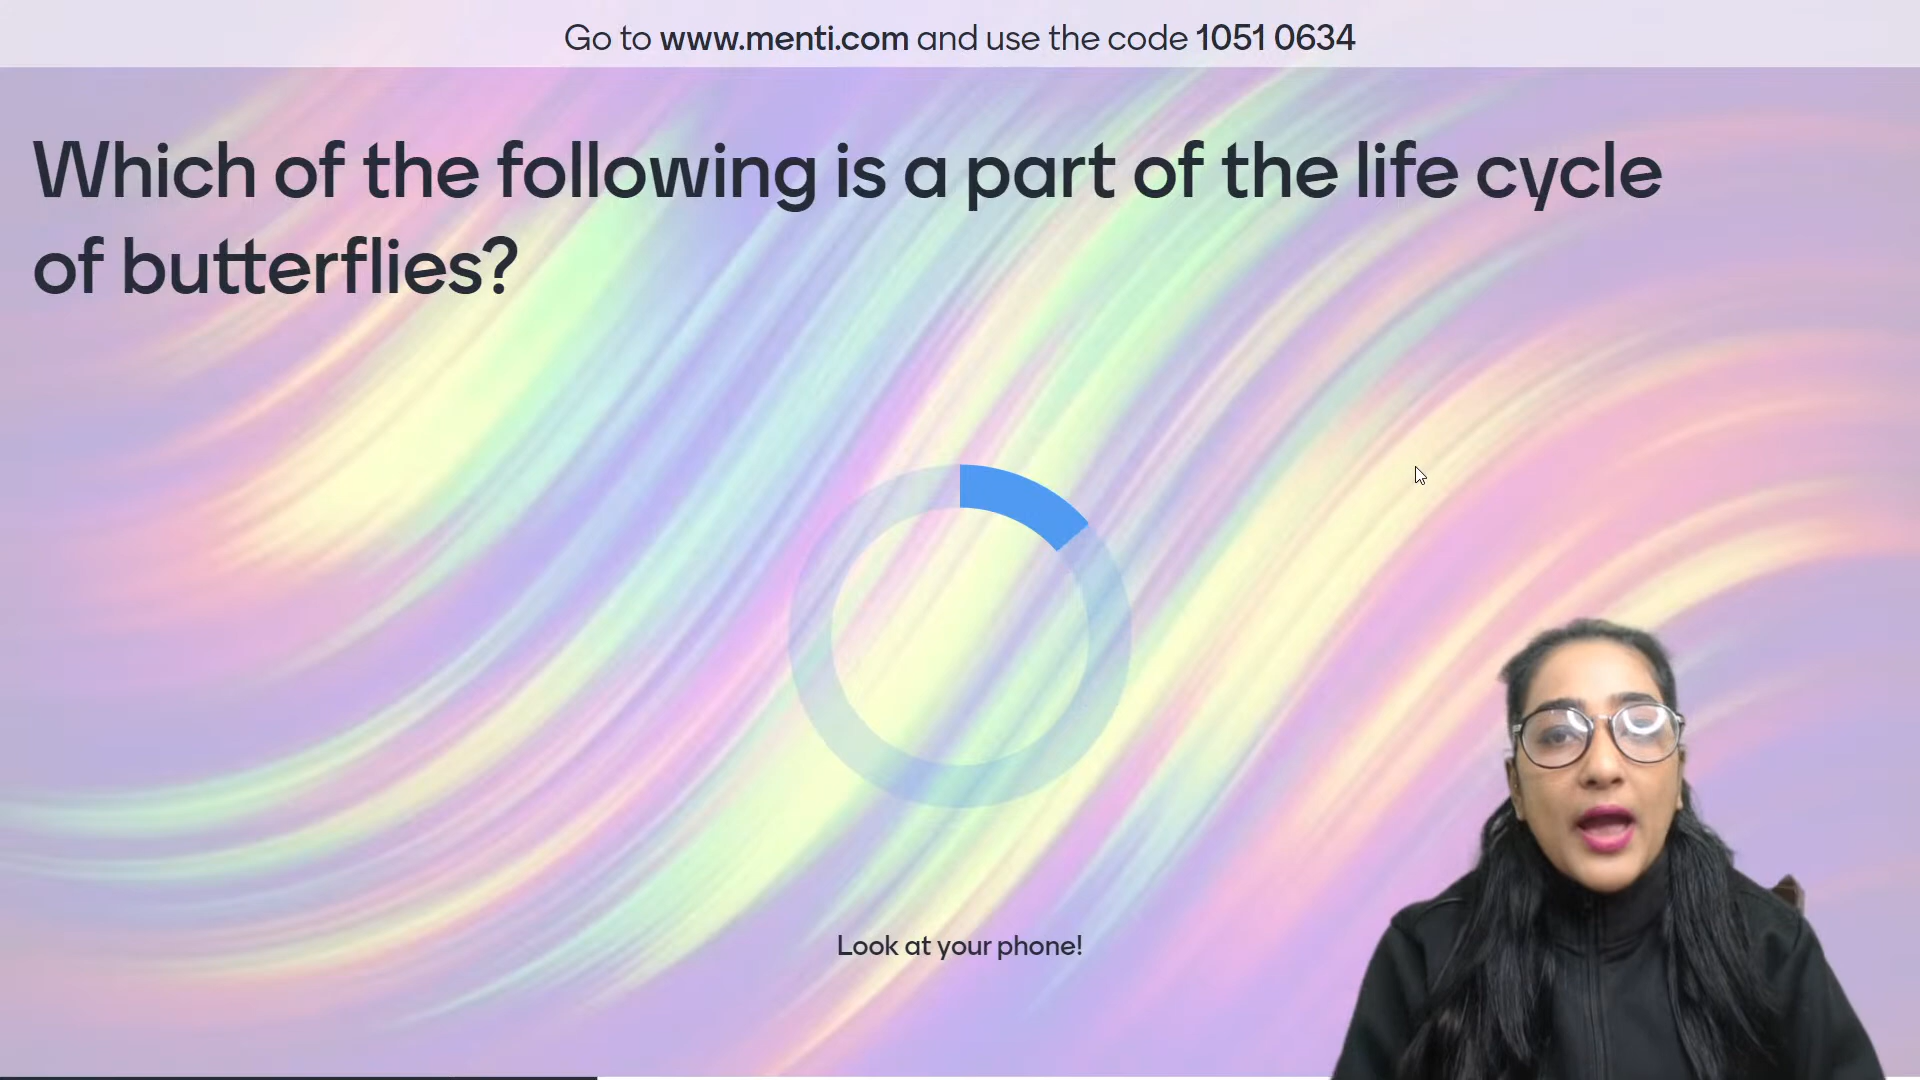 Go to www.menti.com and use the code 1051 0634
Which of the following is a part of the life cycle
of butterflies?
Look at your phone!